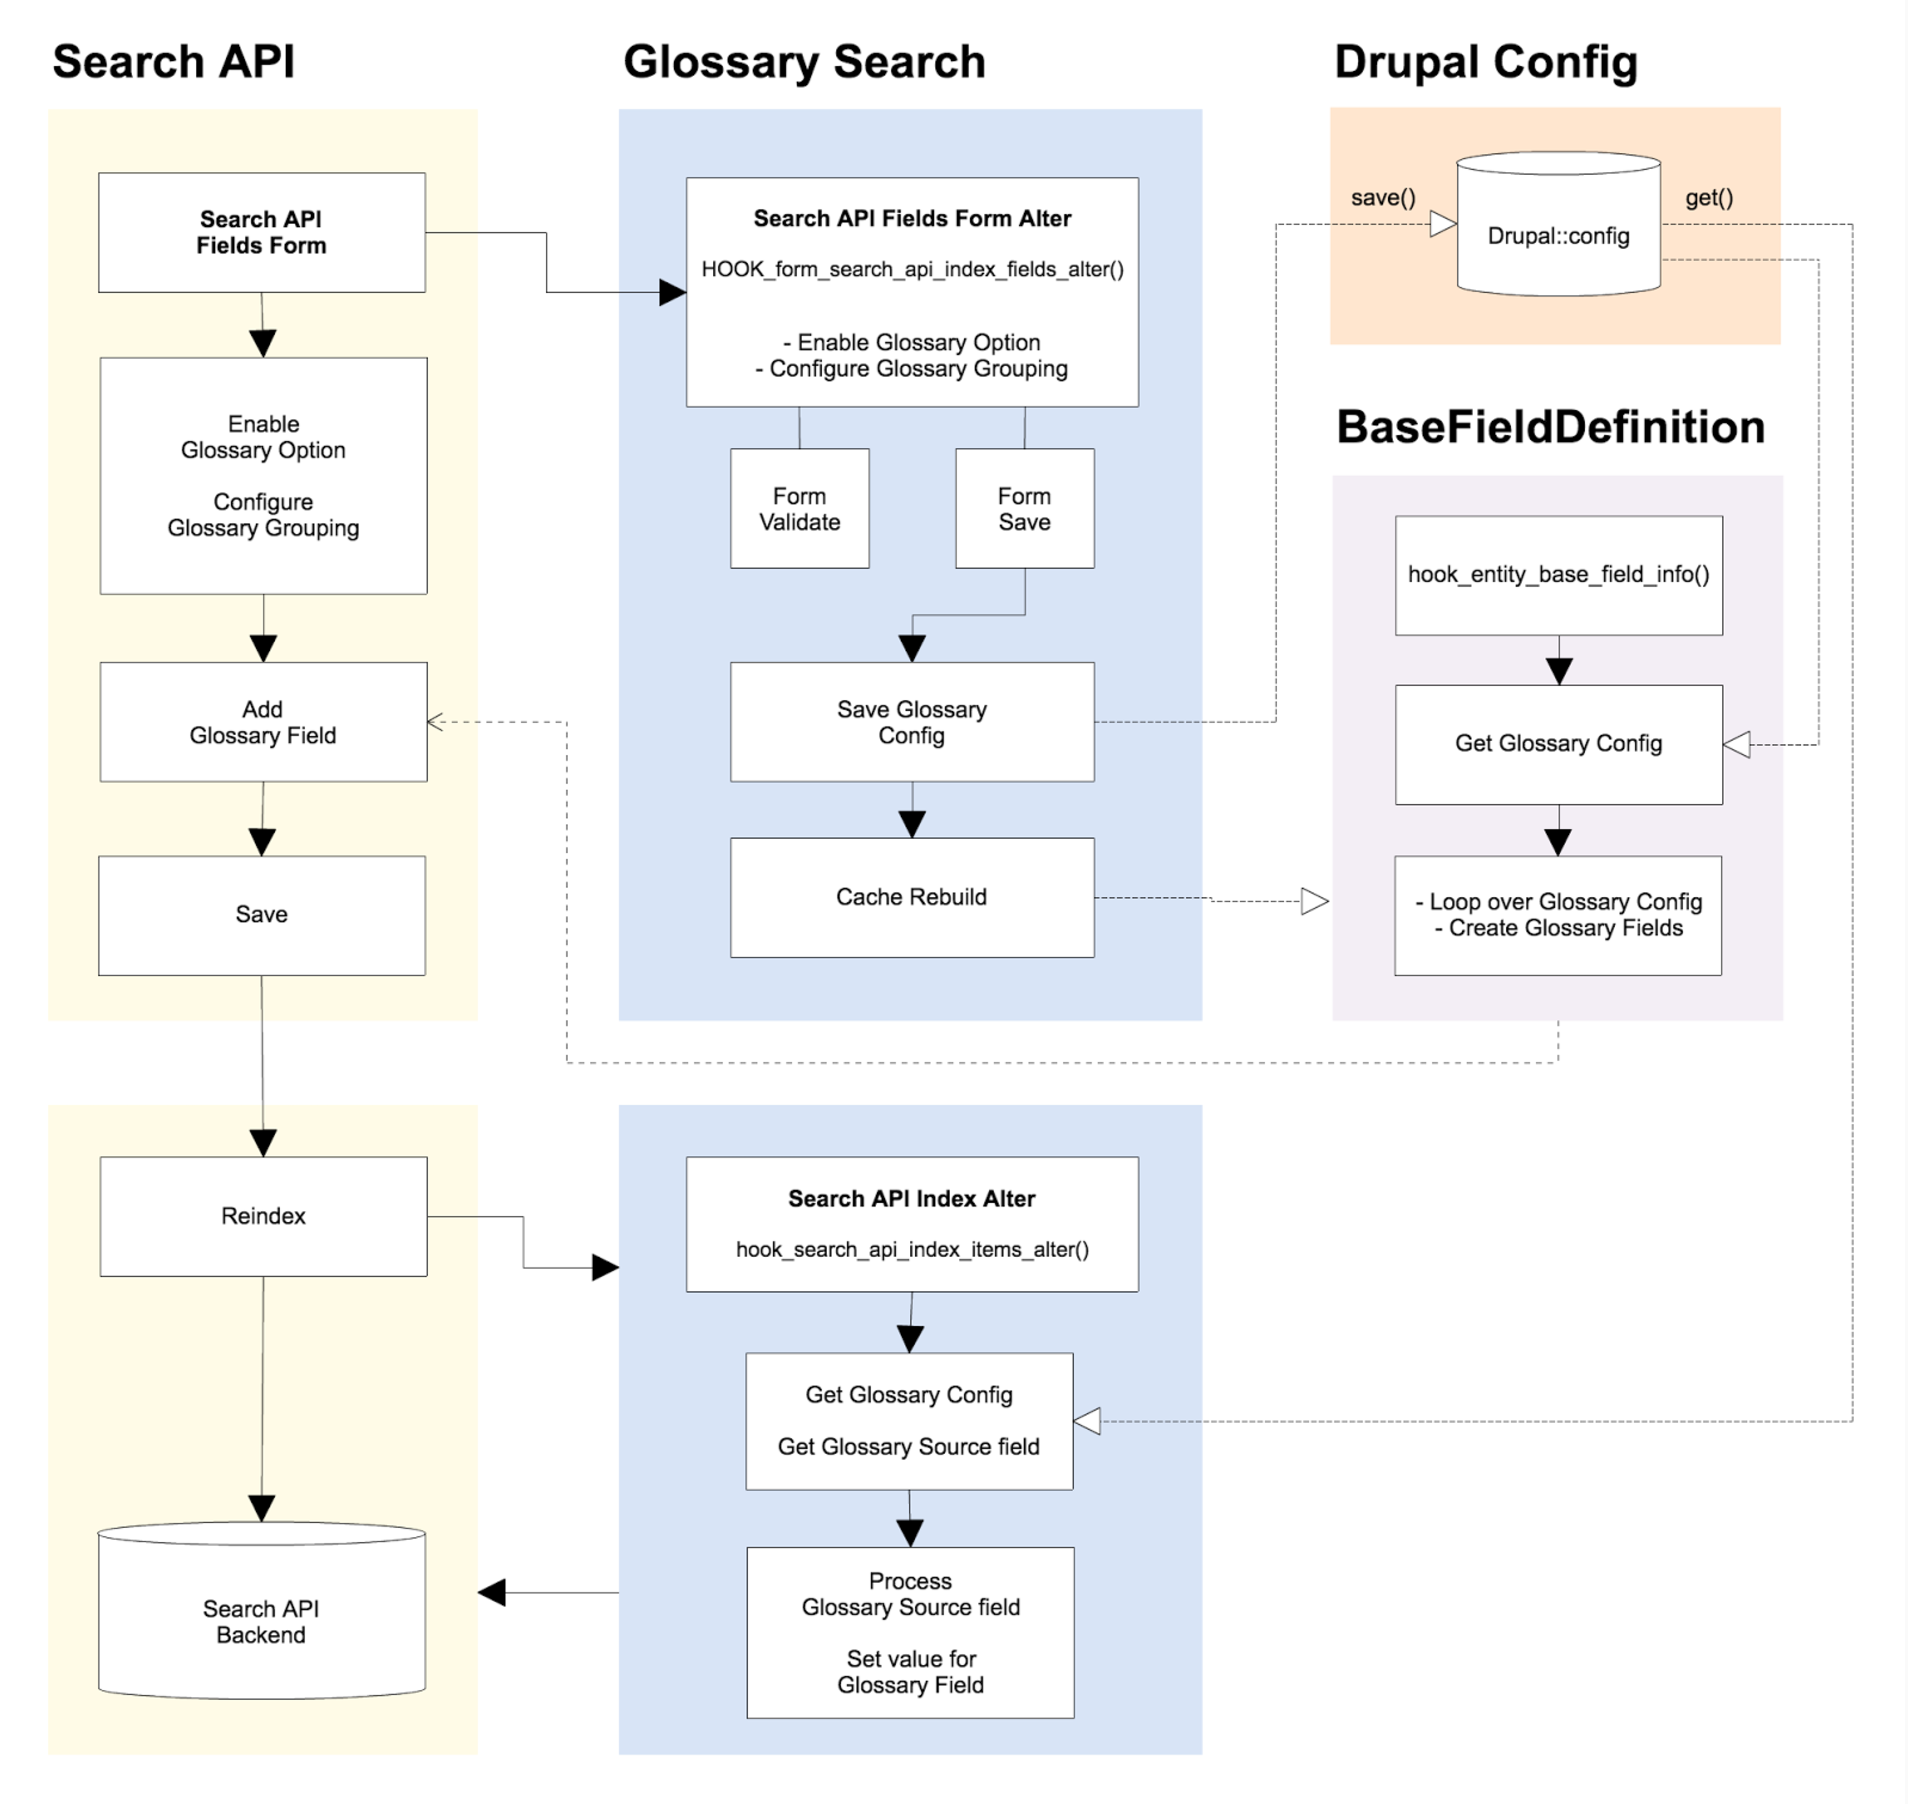 Search API
Glossary Search
Drupal Config
Search API
Fields Form
Enable
Glossary Option
Configure
Glossary Grouping
Add
Glossary Field
Save
Search API Fields Form Alter
HOOK_form_search_api_index_fields_alter()
- Enable Glossary Option
- Configure Glossary Grouping
Form
Validate
Form
Save
Save Glossary
Config
Cache Rebuild
save()
get()
Drupal::config
BaseFieldDefinition
hook_entity_base_field_info()
Get Glossary Config
- Loop over Glossary Config
- Create Glossary Fields
Reindex
Search API
Backend
Search API Index Alter
hook_search_api_index_items_alter()
Get Glossary Config
Get Glossary Source field
Process
Glossary Source field
Set value for
Glossary Field